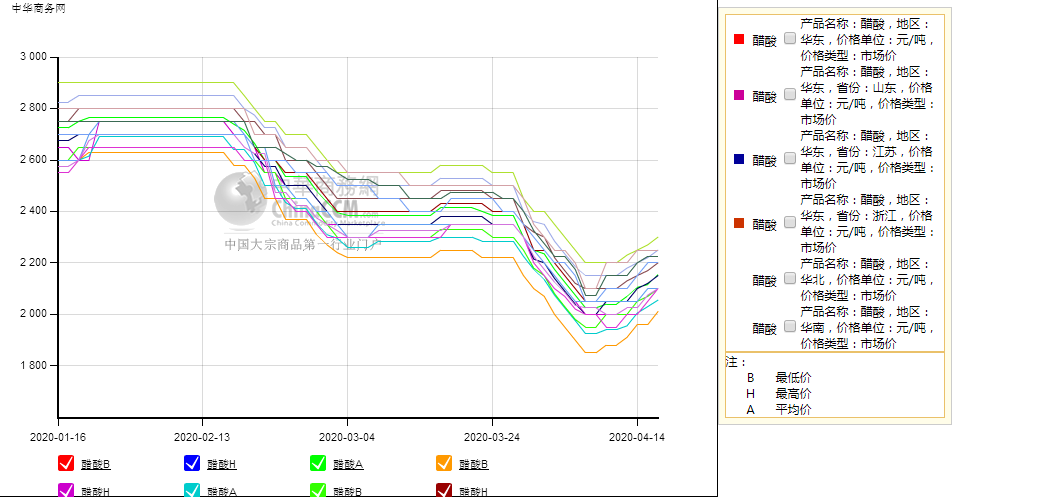 中华商务网
3 000
2 800
2 600
2 400
2 200
2 000
1 800
中华商務網
ChinaCCM.com
China Commodity Marketplace
中国大宗商品第一行业门户
2020-01-16
2020-02-13
2020-03-04
2020-03-24
2020-04-14
醋酸B
醋酸H
醋酸A
醋酸B
醋酸H
醋酸A
醋酸B
醋酸H
醋酸
产品名称：醋酸，地区：
华东，价格单位：元/吨，
价格类型：市场价
醋酸
产品名称：醋酸，地区：
华东，省份：山东，价格
单位：元/吨，价格类型：
市场价
醋酸
产品名称：醋酸，地区：
华东，省份：江苏，价格
单位：元/吨，价格类型：
市场价
醋酸
产品名称：醋酸，地区：
华东，省份：浙江，价格
单位：元/吨，价格类型：
市场价
醋酸
产品名称：醋酸，地区：
华北，价格单位：元/吨，
价格类型：市场价
醋酸
产品名称：醋酸，地区：
华南，价格单位：元/吨，
价格类型：市场价
注：
B 最低价
H 最高价
A 平均价